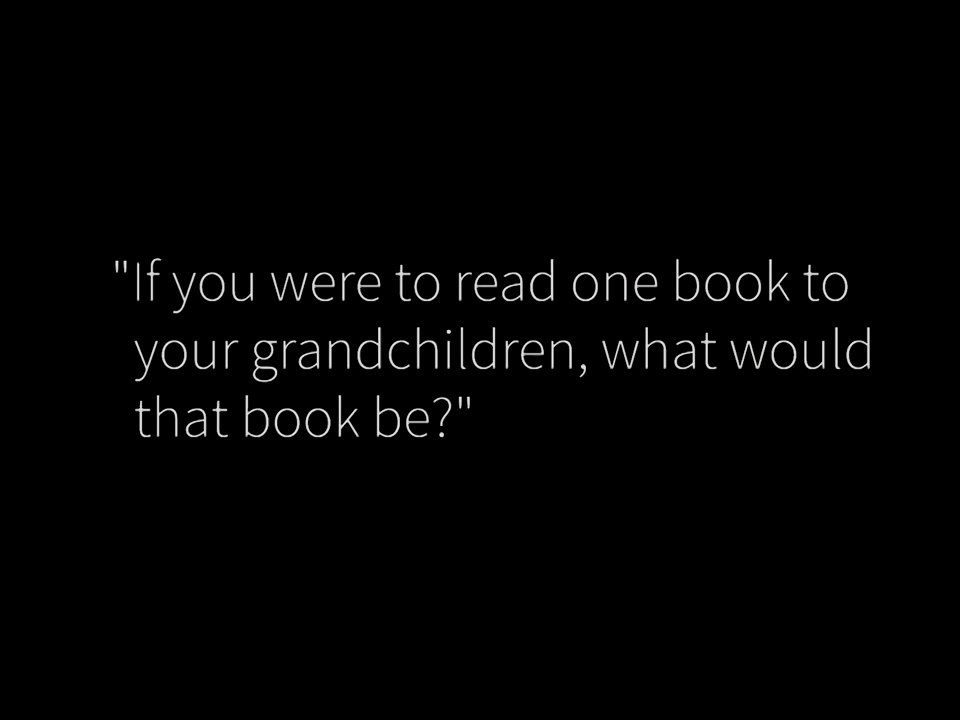 "If you were to read one book to
your grandchildren, what would
that book be?"